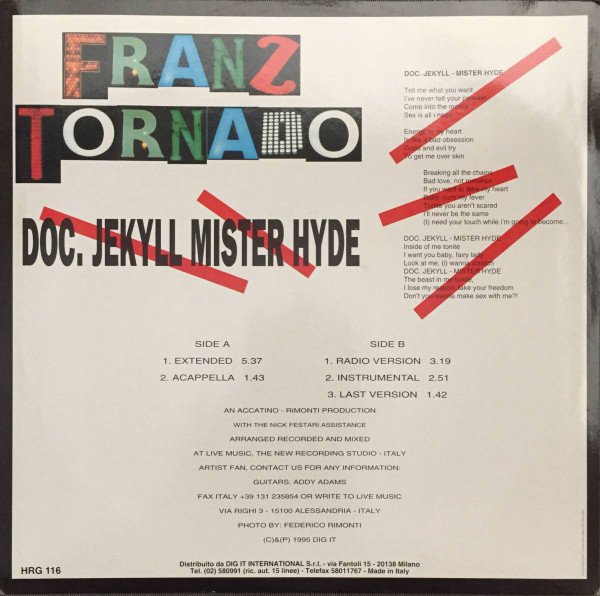 FRANZ
TORNADO
DOC. JEKYLL MISTER HYDE
DOC. JEKYLL - MISTER HYDE
Tell me what you want
I've never felt your
Come into the
Sex is all I
Energy in my heart
Is like a bad obsession
Good and evil try
To get me over skin
Breaking all the chains
Bad love, not romance
If you want to take my heart
Baby, my fever
you aren't scared
I'll never be the same
(I) need your touch while i'm going to become...
DOC. JEKYLL - MISTER HYDE
Inside of me tonite
I want you baby, fairy lady
Look at me, (i) wanna
DOC. JEKYLL - MISTER HYDE
The beast in me tonite,
I lose my reason, take your freedom
Don't you wanna make sex with me?!
SIDE A
1. EXTENDED 5.37
2. ACAPPELLA 1.43
SIDE B
1. RADIO VERSION 3.19
2. INSTRUMENTAL 2.51
3. LAST VERSION 1.42
AN ACCATINO - RIMONTI PRODUCTION
WITH THE NICK FESTARI ASSISTANCE
ARRANGED RECORDED AND MIXED
AT LIVE MUSIC, THE NEW RECORDING STUDIO - ITALY
ARTIST FAN, CONTACT US FOR ANY INFORMATION:
GUITARS: ADDY ADAMS
FAX ITALY +39 131 235854 OR WRITE TO LIVE MUSIC
VIA RIGHI 3 - 15100 ALESSANDRIA - ITALY
PHOTO BY: FEDERICO RIMONTI
(C)&(P) 1995 DIG IT
HRG 116
Distribuito da DIG IT INTERNATIONAL S.r.l. - via Fantoli 15 - 20138 Milano
Tel. (02) 580991 (ric. aut. 15 linee) - Telefax 58011767 - Made in Italy